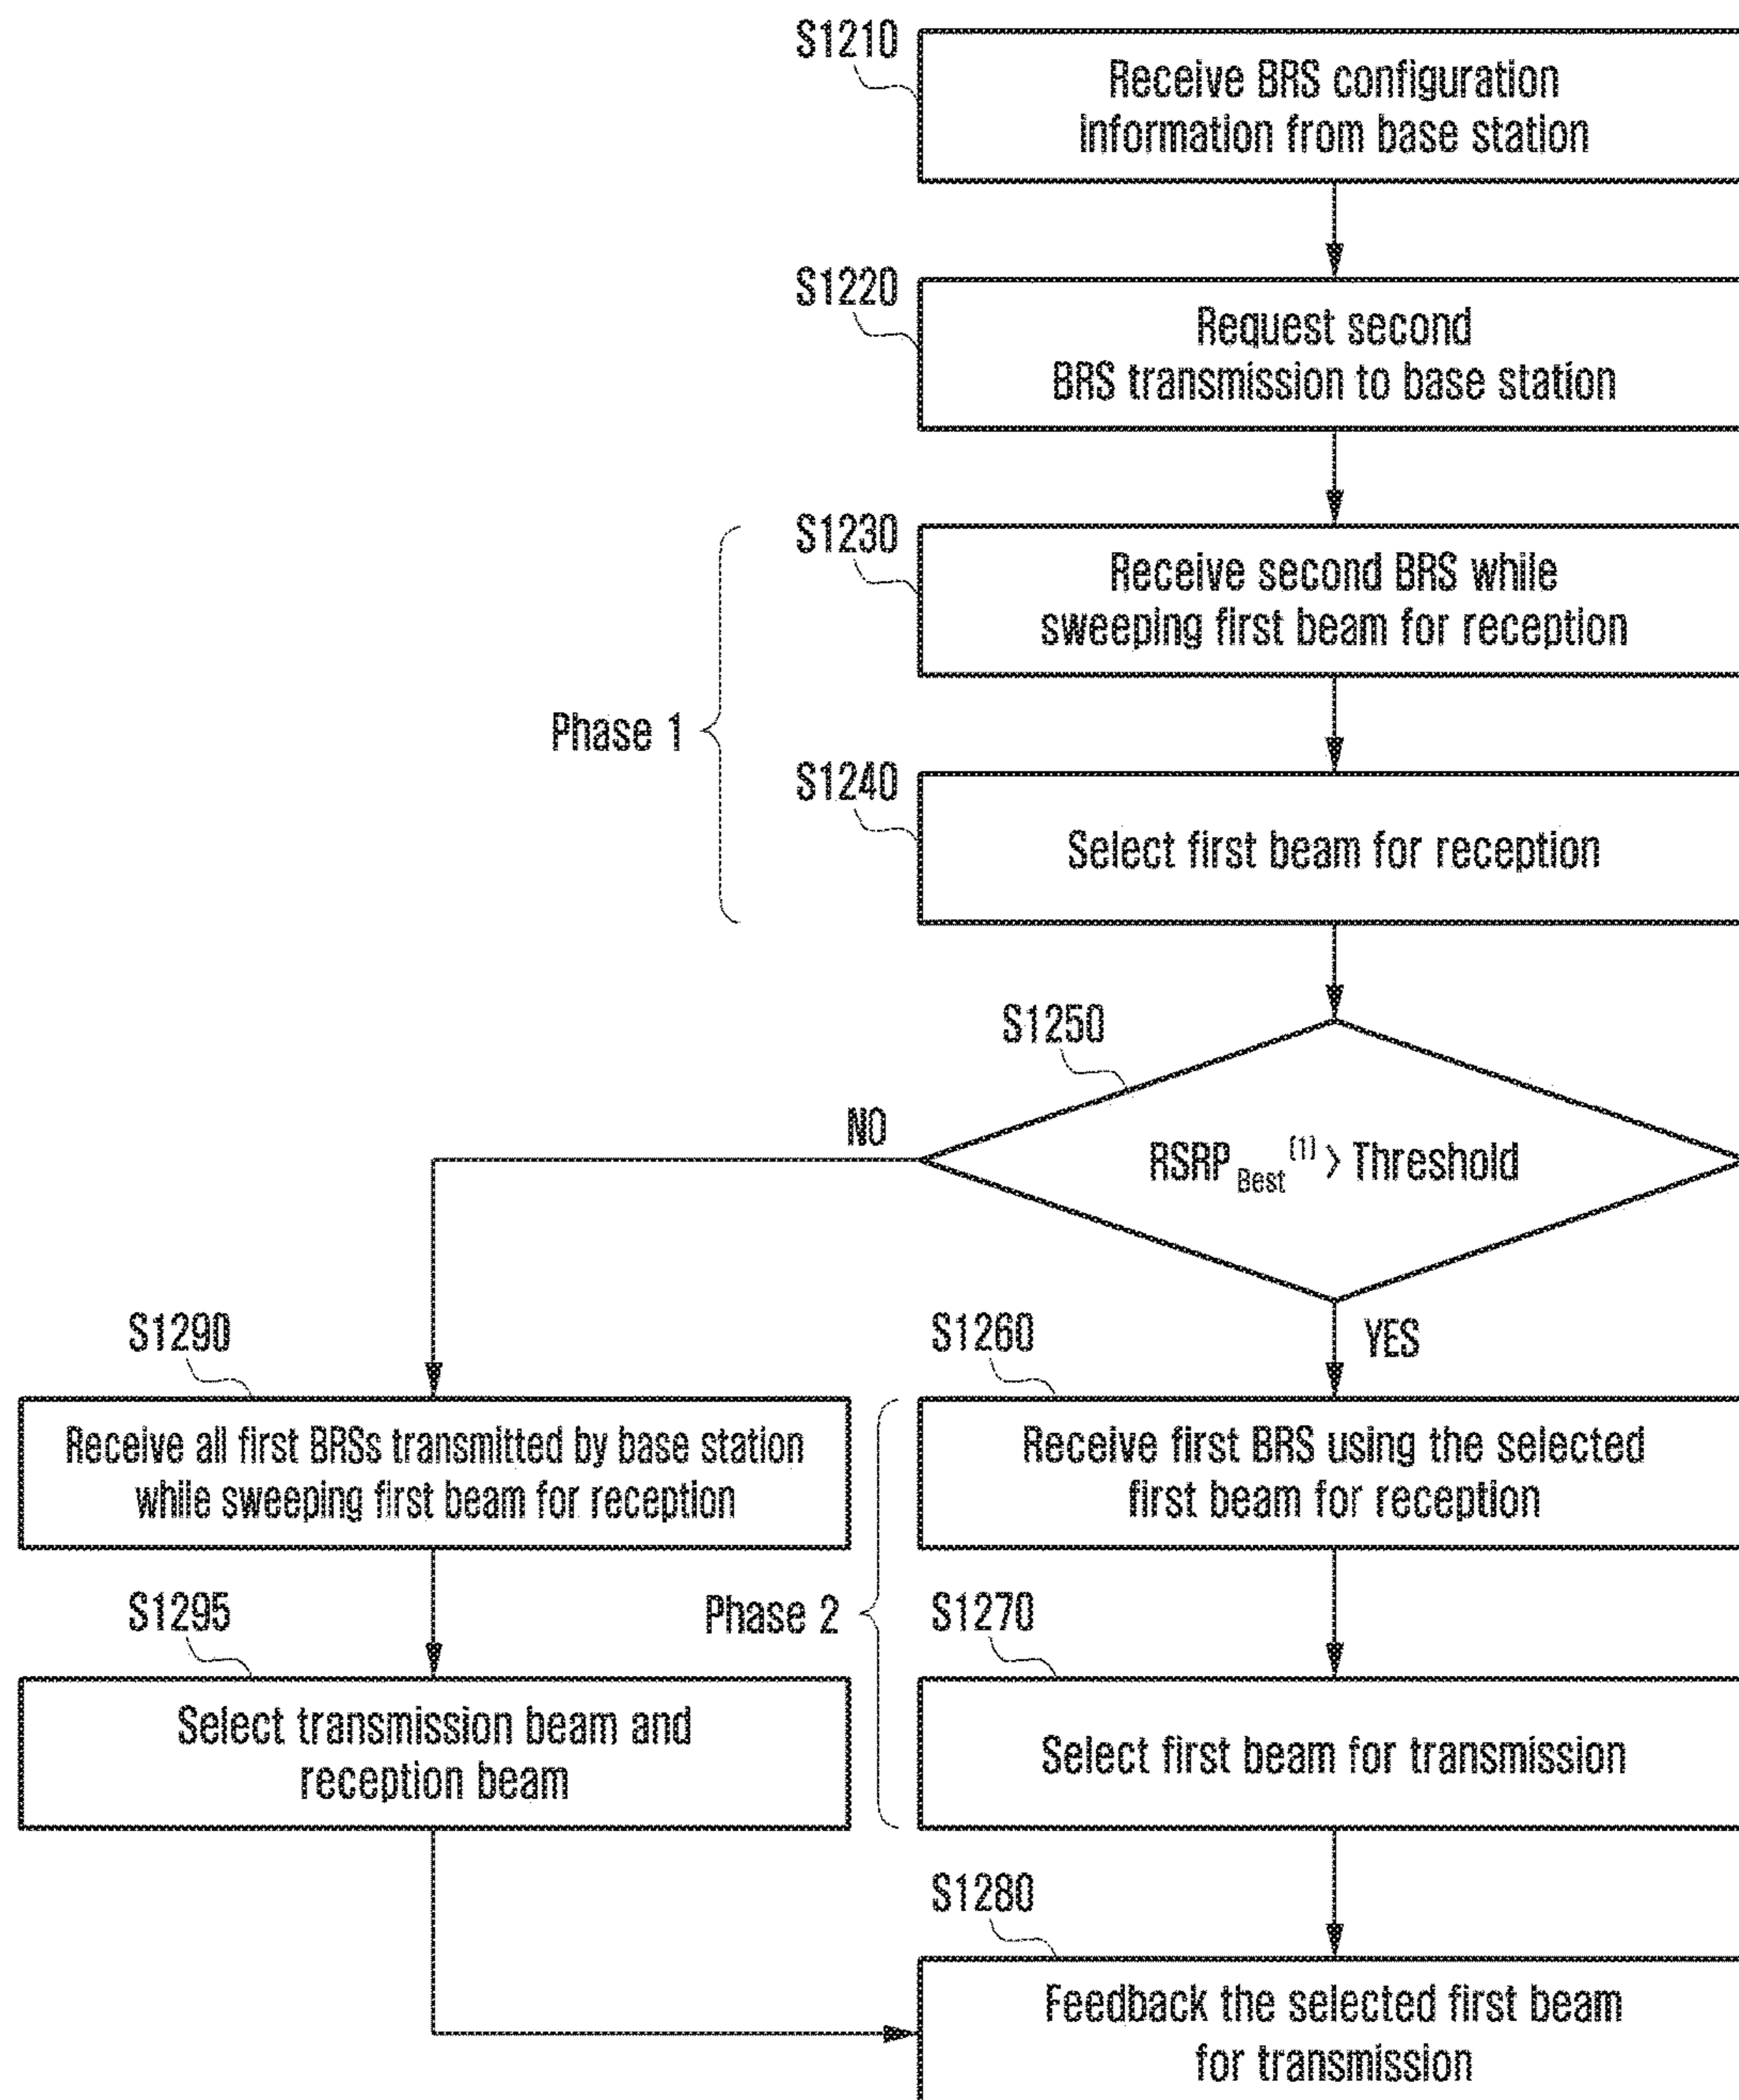 S1210
Receive BRS configuration
information from base station
S1220
Request second
BRS transmission to base station
S1230
Receive second BRS while
sweeping first beam for reception
Phase 1
S1240
Select first beam for reception
S1250
NO
RSRP Best (1) > Threshold
YES
S1290
Receive all first BRSs transmitted by base station
while sweeping first beam for reception
S1260
Receive first BRS using the selected
first beam for reception
S1295
Select transmission beam and
reception beam
Phase 2
S1270
Select first beam for transmission
S1280
Feedback the selected first beam
for transmission